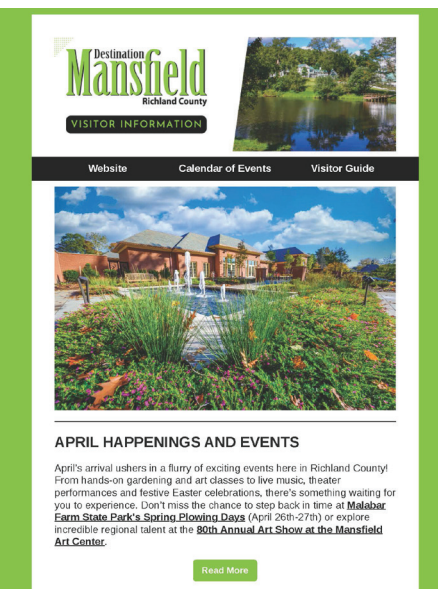 Destination
Mansfield
Richland County
VISITOR INFORMATION
Website Calendar of Events Visitor Guide
APRIL HAPPENINGS AND EVENTS
April's arrival ushers in a flurry of exciting events here in Richland County!
From hands-on gardening and art classes to live music, theater
performances and festive Easter celebrations, there's something waiting for
you to experience. Don't miss the chance to step back in time at Malabar
Farm State Park's Spring Plowing Days (April 26th-27th) or explore
incredible regional talent at the 80th Annual Art Show at the Mansfield
Art Center.
Read More